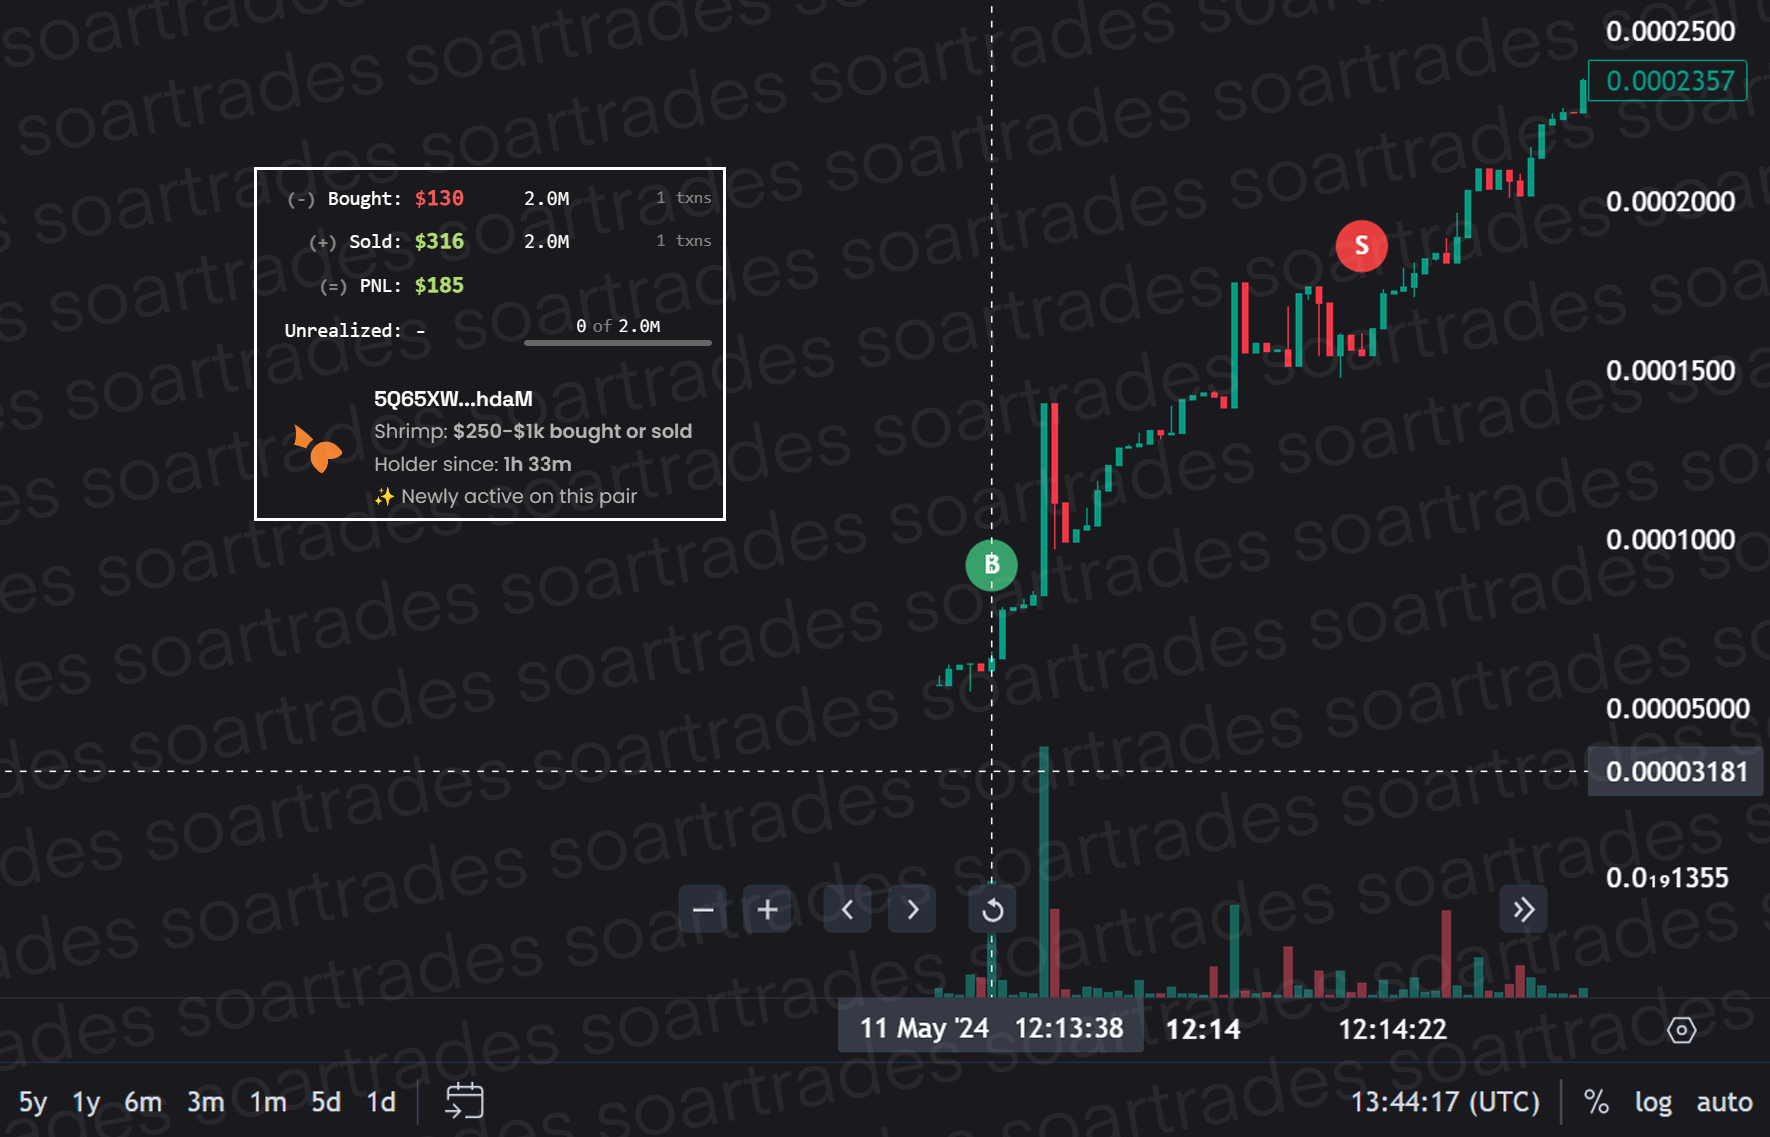 soartrades
0.0002500
0.0002357
0.0002000
0.0001500
0.0001000
0.00005000
0.00003181
0.0₁₉1355
(-) Bought: $130 2.0M 1 txns
(+) Sold: $316 2.0M 1 txns
(=) PNL: $185
Unrealized: - 0 of 2.0M
5Q65XW...hdaM
Shrimp: $250-$1k bought or sold
Holder since: 1h 33m
✨ Newly active on this pair
S
B
11 May '24 12:13:38 12:14 12:14:22
5y 1y 6m 3m 1m 5d 1d 13:44:17 (UTC) % log auto